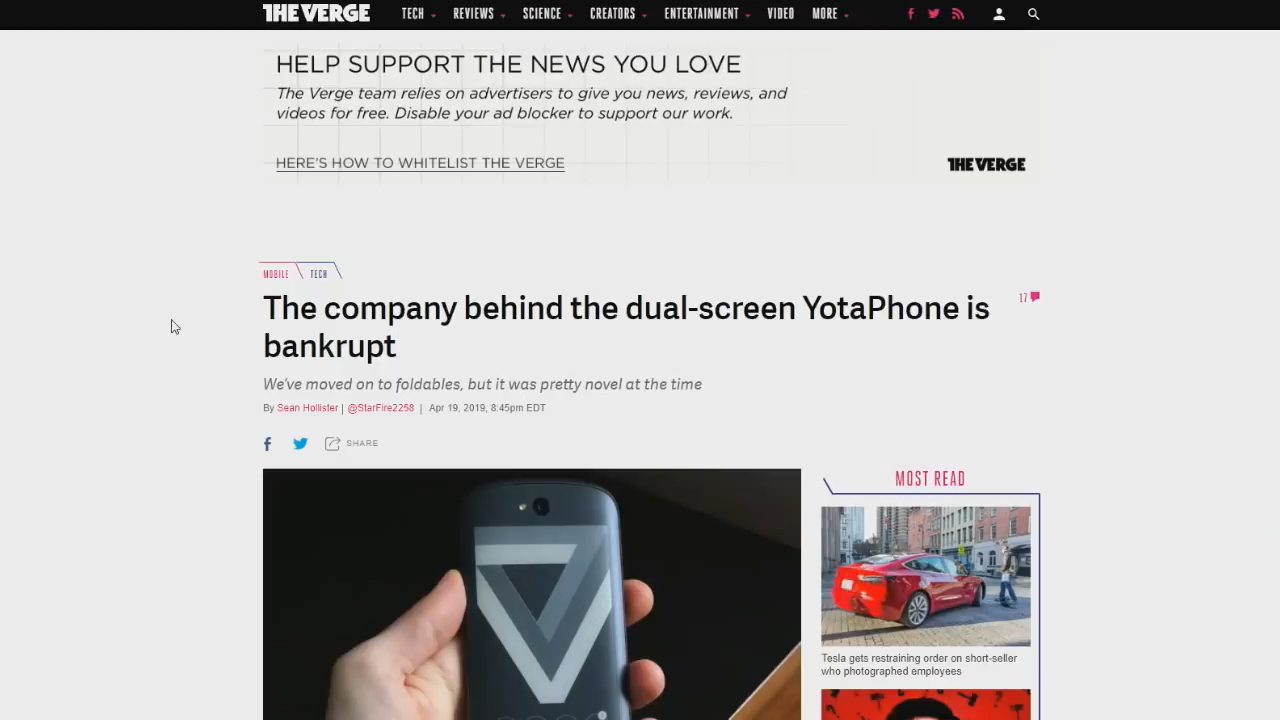 THE VERGE
TECH REVIEWS SCIENCE CREATORS ENTERTAINMENT VIDEO MORE
HELP SUPPORT THE NEWS YOU LOVE
The Verge team relies on advertisers to give you news, reviews, and
videos for free. Disable your ad blocker to support our work.
HERE'S HOW TO WHITELIST THE VERGE
THE VERGE
MOBILE TECH
The company behind the dual-screen YotaPhone is
bankrupt
17
We've moved on to foldables, but it was pretty novel at the time
By Sean Hollister | @StarFire2258 | Apr 19, 2019, 8:45pm EDT
SHARE
MOST READ
Tesla gets restraining order on short-seller
who photographed employees